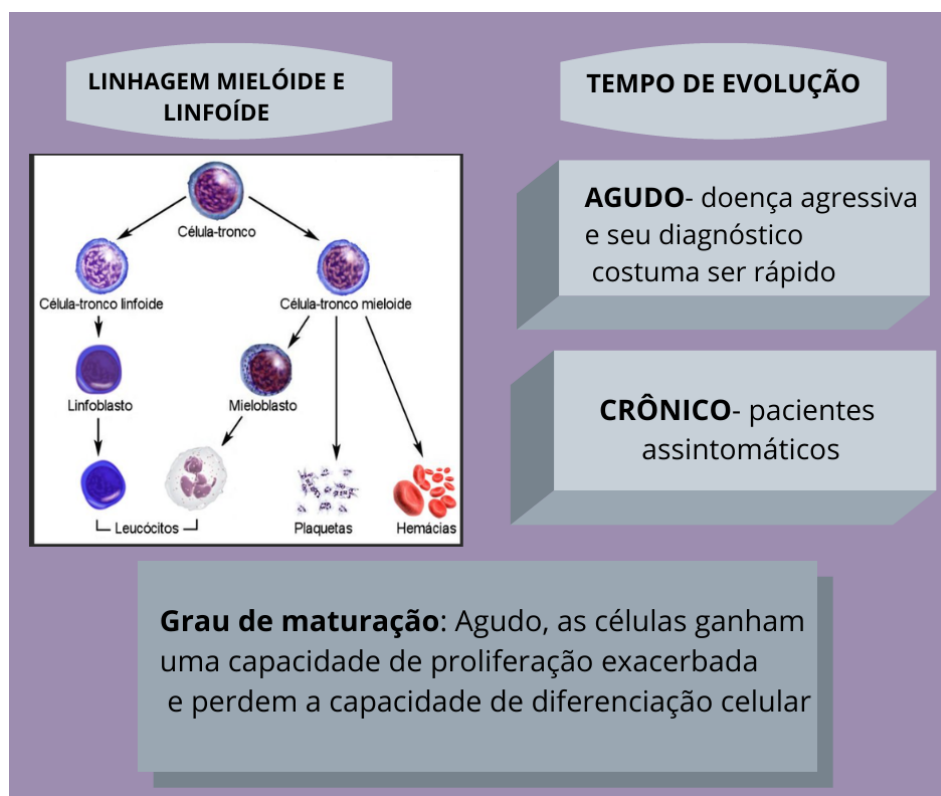 LINHAGEM MIELÓIDE E
LINFOÍDE
TEMPO DE EVOLUÇÃO
Célula-tronco
Célula-tronco linfoide
Célula-tronco mieloide
Linfoblasto
Mieloblasto
Leucócitos
Plaquetas
Hemácias
AGUDO- doença agressiva
e seu diagnóstico
costuma ser rápido
CRÔNICO- pacientes
assintomáticos
Grau de maturação: Agudo, as células ganham
uma capacidade de proliferação exacerbada
e perdem a capacidade de diferenciação celular